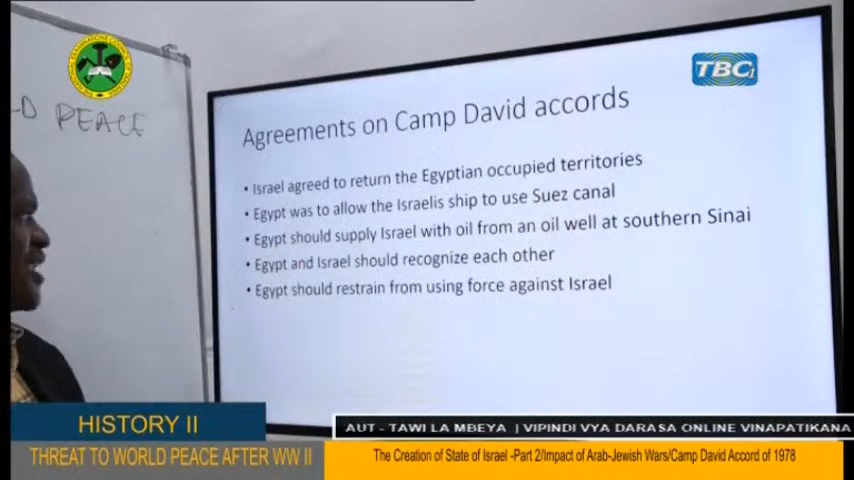 TBC1
D PEACE
Agreements on Camp David accords
• Israel agreed to return the Egyptian occupied territories
• Egypt was to allow the Israelis ship to use Suez canal
• Egypt should supply Israel with oil from an oil well at southern Sinai
• Egypt and Israel should recognize each other
• Egypt should restrain from using force against Israel
HISTORY II
AUT - TAWI LA MBEYA | VIPINDI VYA DARASA ONLINE VINAPATIKANA
THREAT TO WORLD PEACE AFTER WW II
The Creation of State of Israel -Part 2/Impact of Arab-Jewish Wars/Camp David Accord of 1978